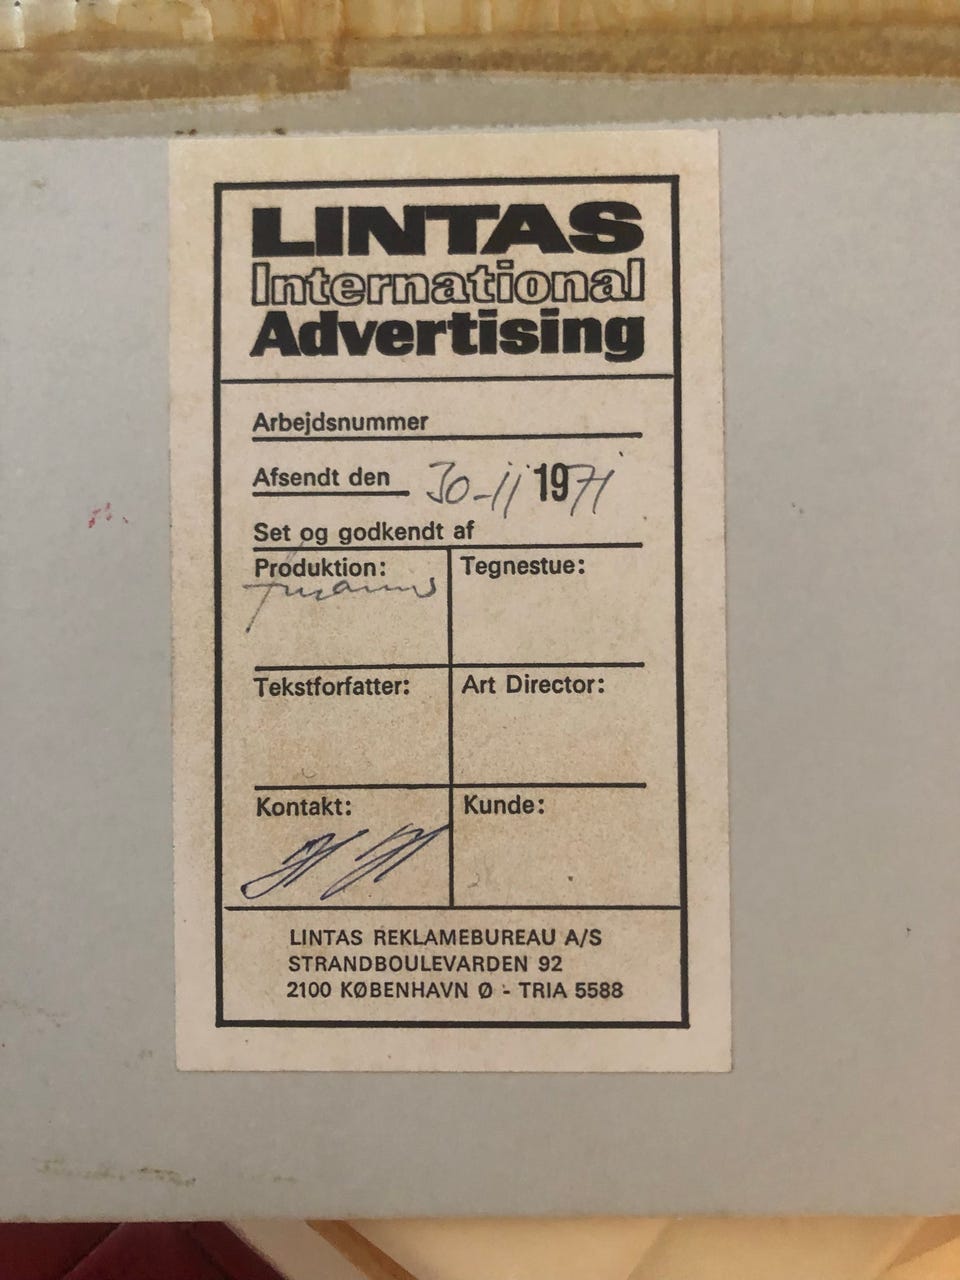 LINTAS
International
Advertising
Arbejdsnummer
Afsendt den 30-11 1971
Set og godkendt af
Produktion:
Tegnestue:
Tekstforfatter:
Art Director:
Kontakt:
Kunde:
LINTAS REKLAMEBUREAU A/S
STRANDBOULEVARDEN 92
2100 KØBENHAVN Ø - TRIA 5588